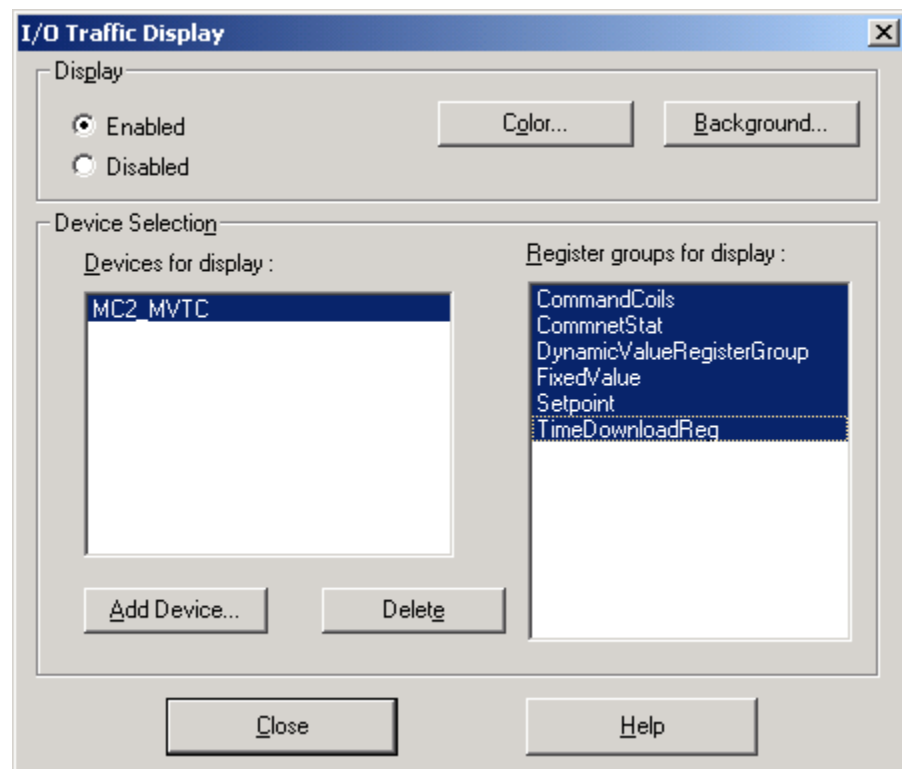 I/O Traffic Display
Display
Enabled
Color...
Background...
Disabled
Device Selection
Devices for display :
Register groups for display :
MC2_MVTC
CommandCoils
CommnetStat
DynamicValueRegisterGroup
FixedValue
Setpoint
TimeDownloadReg
Add Device...
Delete
Close
Help